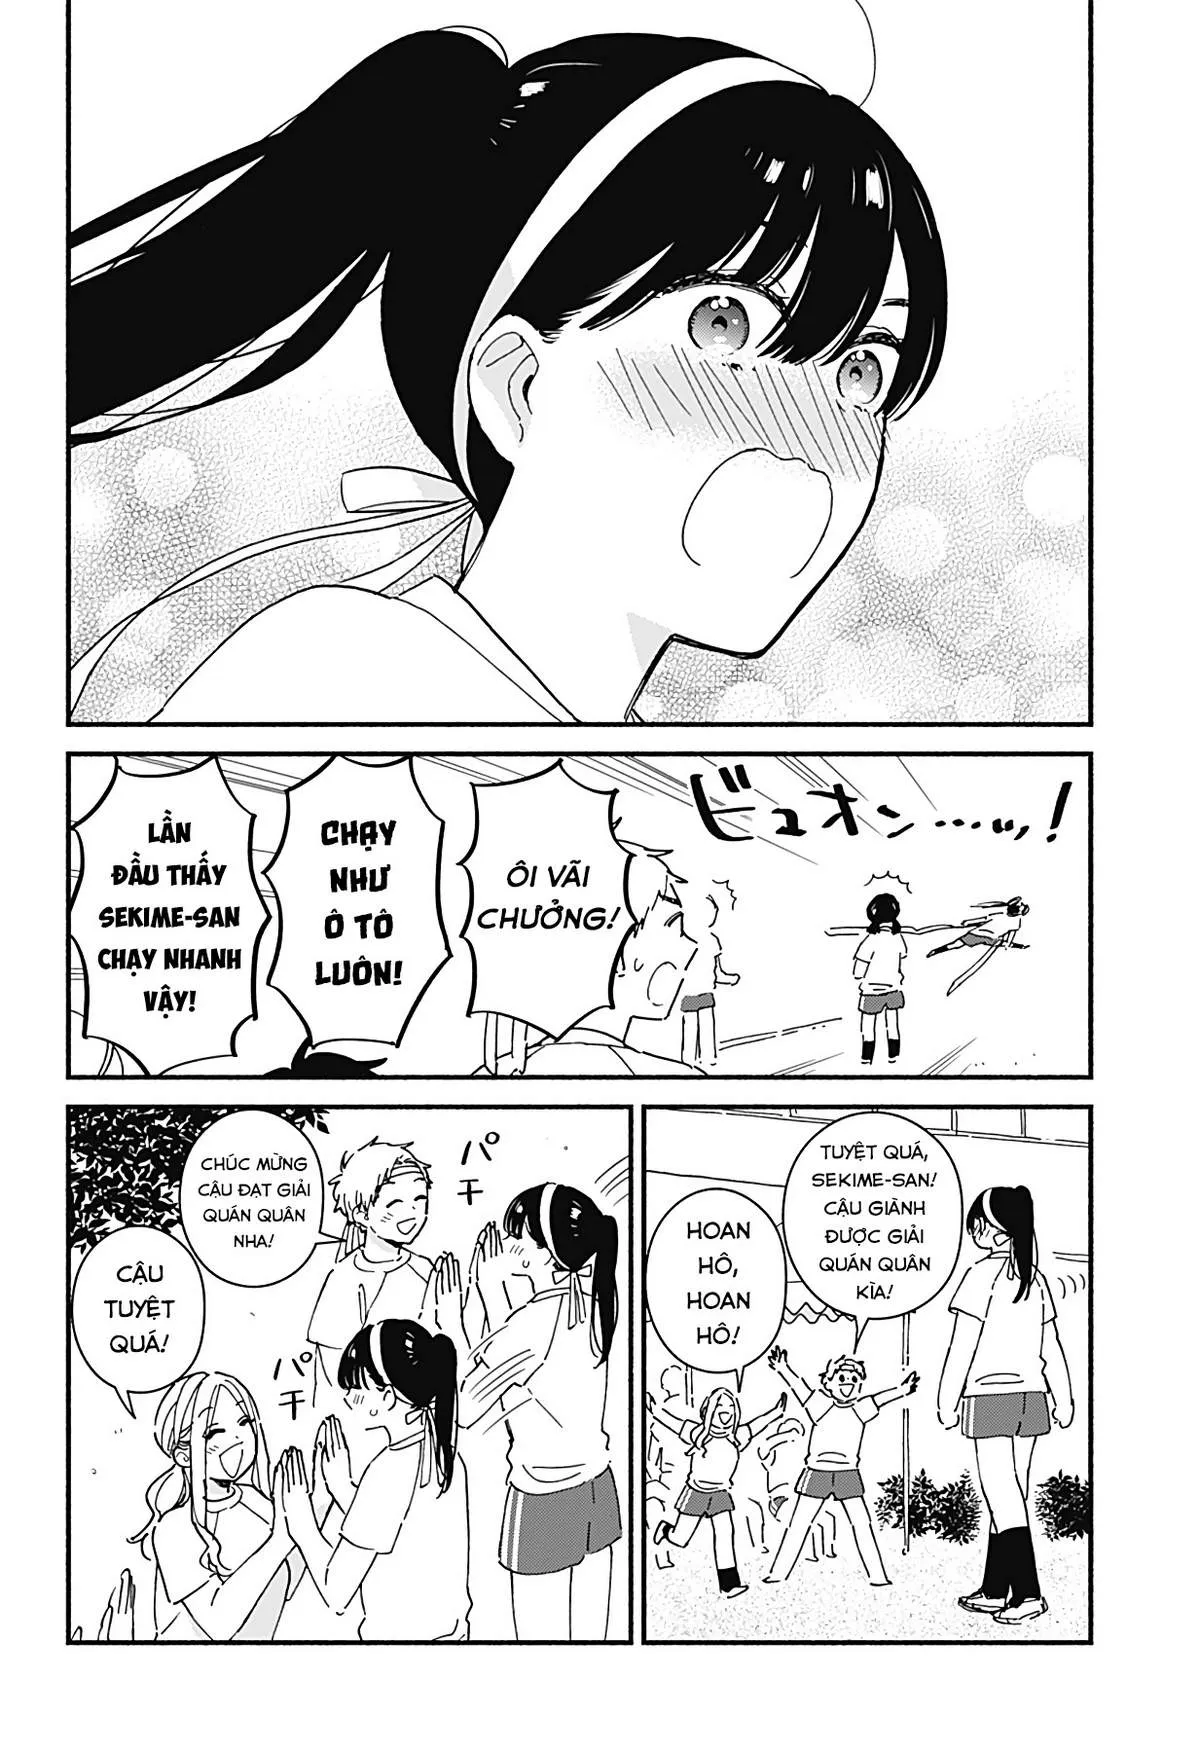 ビュオンッ……ッ!
ÔI VÃI
CHƯỞNG!
CHẠY
NHƯ
Ô TÔ
LUÔN!
LẦN
ĐẦU THẤY
SEKIME-SAN
CHẠY NHANH
VẬY!
TUYỆT QUÁ,
SEKIME-SAN!
CẬU GIÀNH
ĐƯỢC GIẢI
QUÁN QUÂN
KÌA!
HOAN
HÔ,
HOAN
HÔ!
パチ
CHÚC MỪNG
CẬU ĐẠT GIẢI
QUÁN QUÂN
NHA!
パチ
CẬU
TUYỆT
QUÁ!